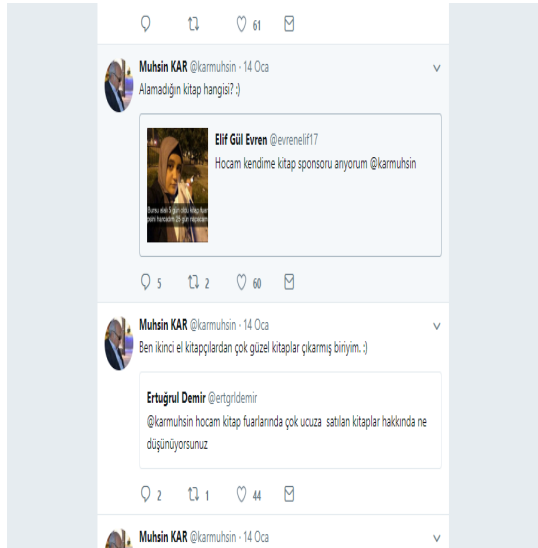 61
Muhsin KAR @karmuhsin · 14 Oca
Alamadığın kitap hangisi? :)
Elif Gül Evren @evrenelif17
Hocam kendime kitap sponsoru arıyorum @karmuhsin
5 2 60
Muhsin KAR @karmuhsin · 14 Oca
Ben ikinci el kitapçılardan çok güzel kitaplar çıkarmış biriyim. :)
Ertuğrul Demir @ertgrldemir
@karmuhsin hocam kitap fuarlarında çok ucuza satılan kitaplar hakkında ne
düşünüyorsunuz
2 1 44
Muhsin KAR @karmuhsin · 14 Oca